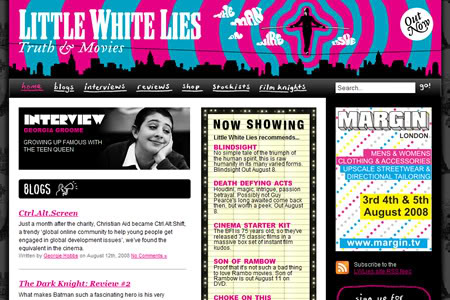 LITTLE WHITE LIES
Truth & Movies
THE MAN
ON
WIRE
ISSUE
Out
Now
home blogs interviews reviews shop stockists film knights
Search... go!
INTERVIEW
GEORGIA GROOME
GROWING UP FAMOUS WITH
THE TEEN QUEEN
BLOGS
Ctrl.Alt.Screen
Just a month after the charity, Christian Aid became Ctrl Alt Shift,
a trendy 'global online community to help young people get
engaged in global development issues', we've found the
equivalent in the cinema.
Written by George Hobbs on August 12th, 2008 No Comments »
The Dark Knight: Review #2
What makes Batman such a fascinating hero is his very
NOW SHOWING
Little White Lies recommends...
BLINDSIGHT
No simple tale of the triumph of
the human spirit, this is raw
humanity in its many varied forms.
Blindsight Out August 8.
DEATH DEFYING ACTS
Houdini, magic, intrigue, passion,
betrayal. Possibly not Guy
Pearce's long awaited come back
then, but worth a peek. Out August
8.
CINEMA STARTER KIT
The BFI is 75 years old, so they've
released 75 classic films in a
massive box set of instant film
kudos.
SON OF RAMBOW
Proof that it's not such a bad thing
to love Rambo movies. Son of
Rambow is out August 18.
CHOKE ON THIS
MARGIN
LONDON
MENS & WOMENS
CLOTHING & ACCESSORIES
UPSCALE STREETWEAR &
DIRECTIONAL TAILORING
3rd 4th & 5th
August 2008
www.margin.tv
Subscribe to the
LWLies.com RSS feed
sign up for